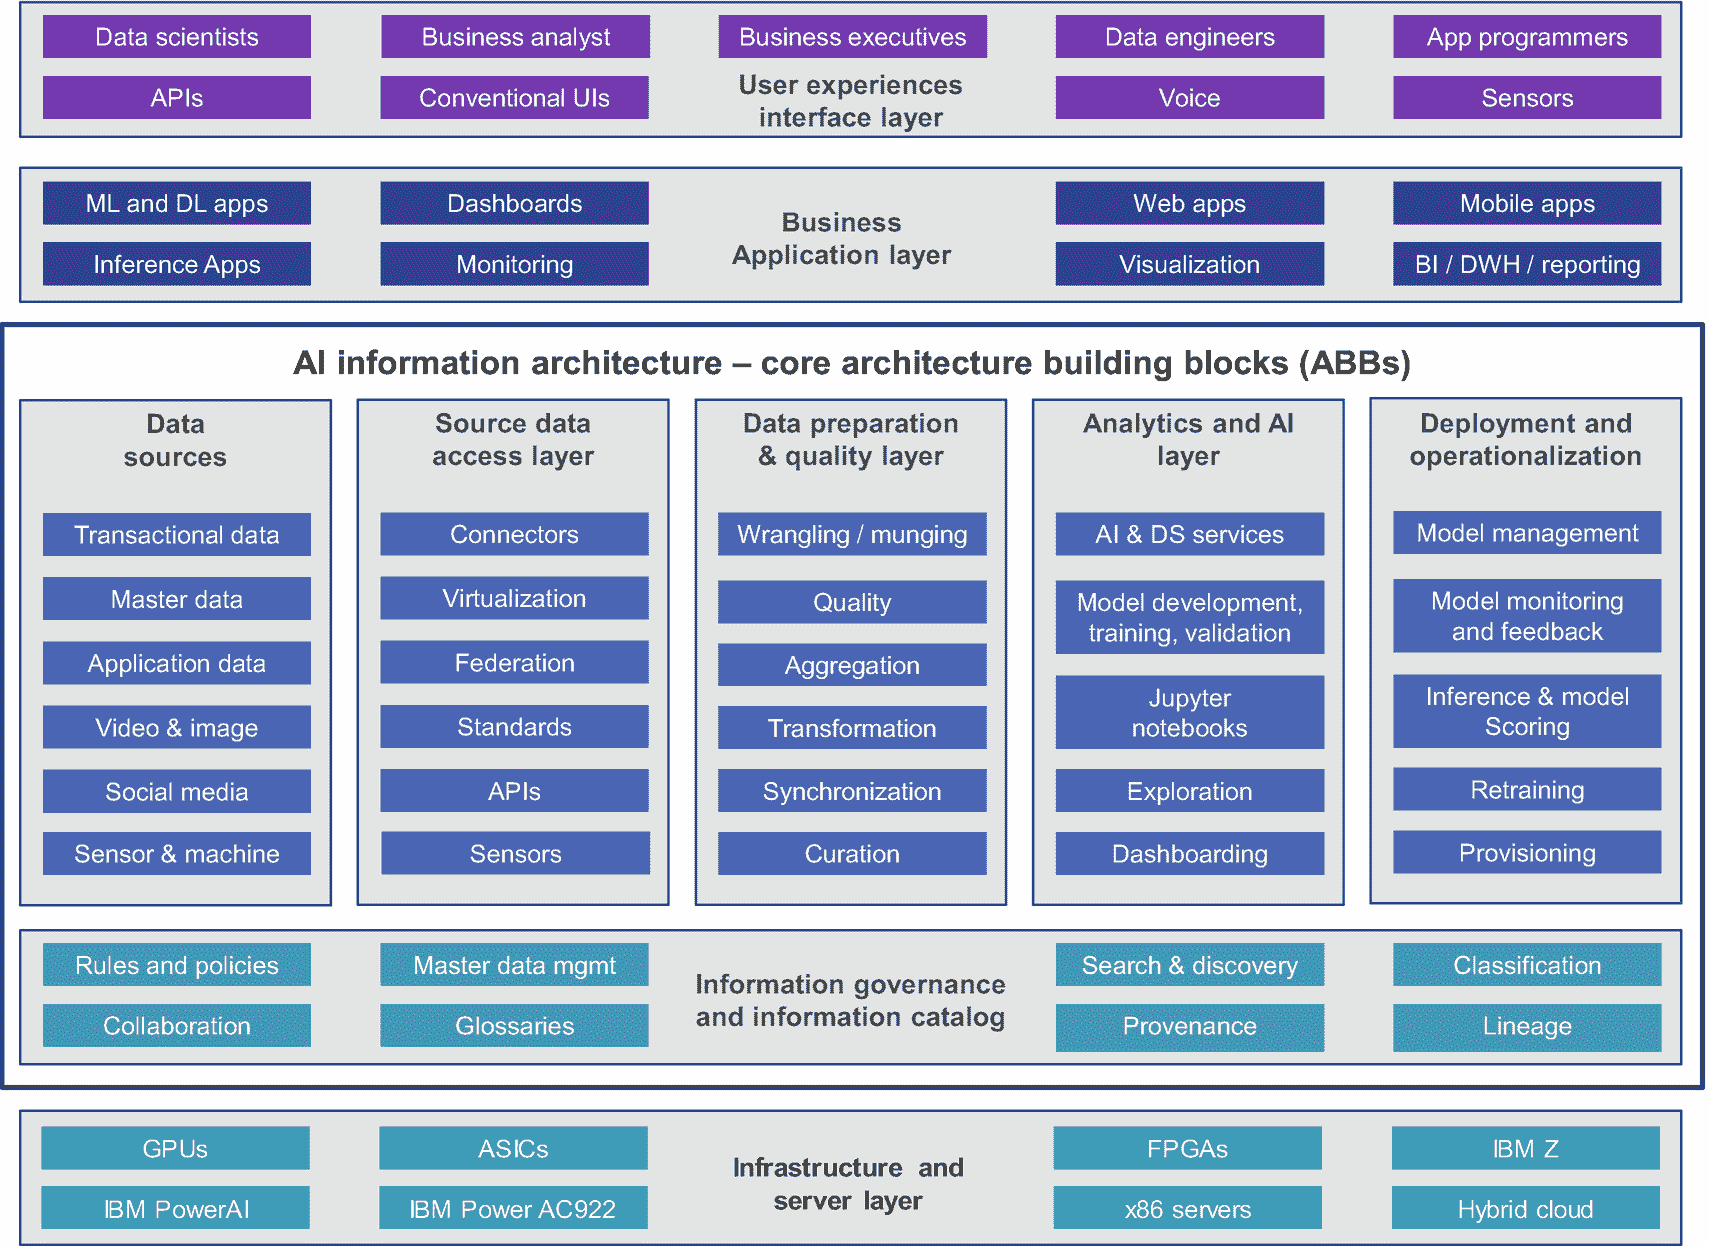 Data scientists
Business analyst
Business executives
Data engineers
App programmers
APIs
Conventional UIs
User experiences
interface layer
Voice
Sensors
ML and DL apps
Dashboards
Business
Application layer
Web apps
Mobile apps
Inference Apps
Monitoring
Visualization
BI / DWH / reporting
AI information architecture – core architecture building blocks (ABBs)
Data
sources
Transactional data
Master data
Application data
Video & image
Social media
Sensor & machine
Source data
access layer
Connectors
Virtualization
Federation
Standards
APIs
Sensors
Data preparation
& quality layer
Wrangling / munging
Quality
Aggregation
Transformation
Synchronization
Curation
Analytics and AI
layer
AI & DS services
Model development,
training, validation
Jupyter
notebooks
Exploration
Dashboarding
Deployment and
operationalization
Model management
Model monitoring
and feedback
Inference & model
Scoring
Retraining
Provisioning
Rules and policies
Master data mgmt
Information governance
and information catalog
Search & discovery
Classification
Collaboration
Glossaries
Provenance
Lineage
GPUs
ASICs
Infrastructure and
server layer
FPGAs
IBM Z
IBM PowerAI
IBM Power AC922
x86 servers
Hybrid cloud